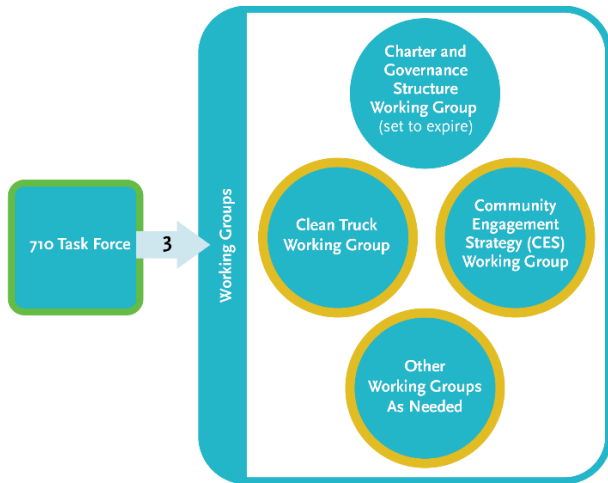 Charter and
Governance
Structure
Working Group
(set to expire)
710 Task Force
3
Working Groups
Clean Truck
Working Group
Community
Engagement
Strategy (CES)
Working Group
Other
Working Groups
As Needed